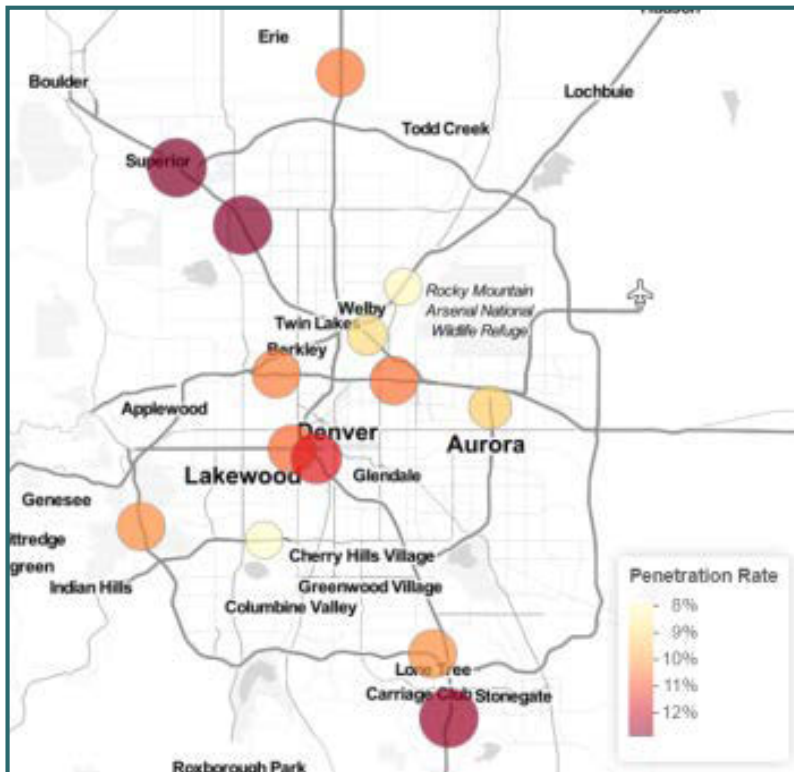 Erie
Boulder
Lochbuie
Todd Creek
Superior
Rocky Mountain
Arsenal National
Wildlife Refuge
Welby
Twin Lakes
Berkley
Applewood
Denver
Aurora
Lakewood
Glendale
Genesee
ittredge
green
Cherry Hills Village
Indian Hills
Greenwood Village
Columbine Valley
Penetration Rate
8%
9%
10%
11%
12%
Lone Tree
Carriage Club Stonegate
Roxborough Park